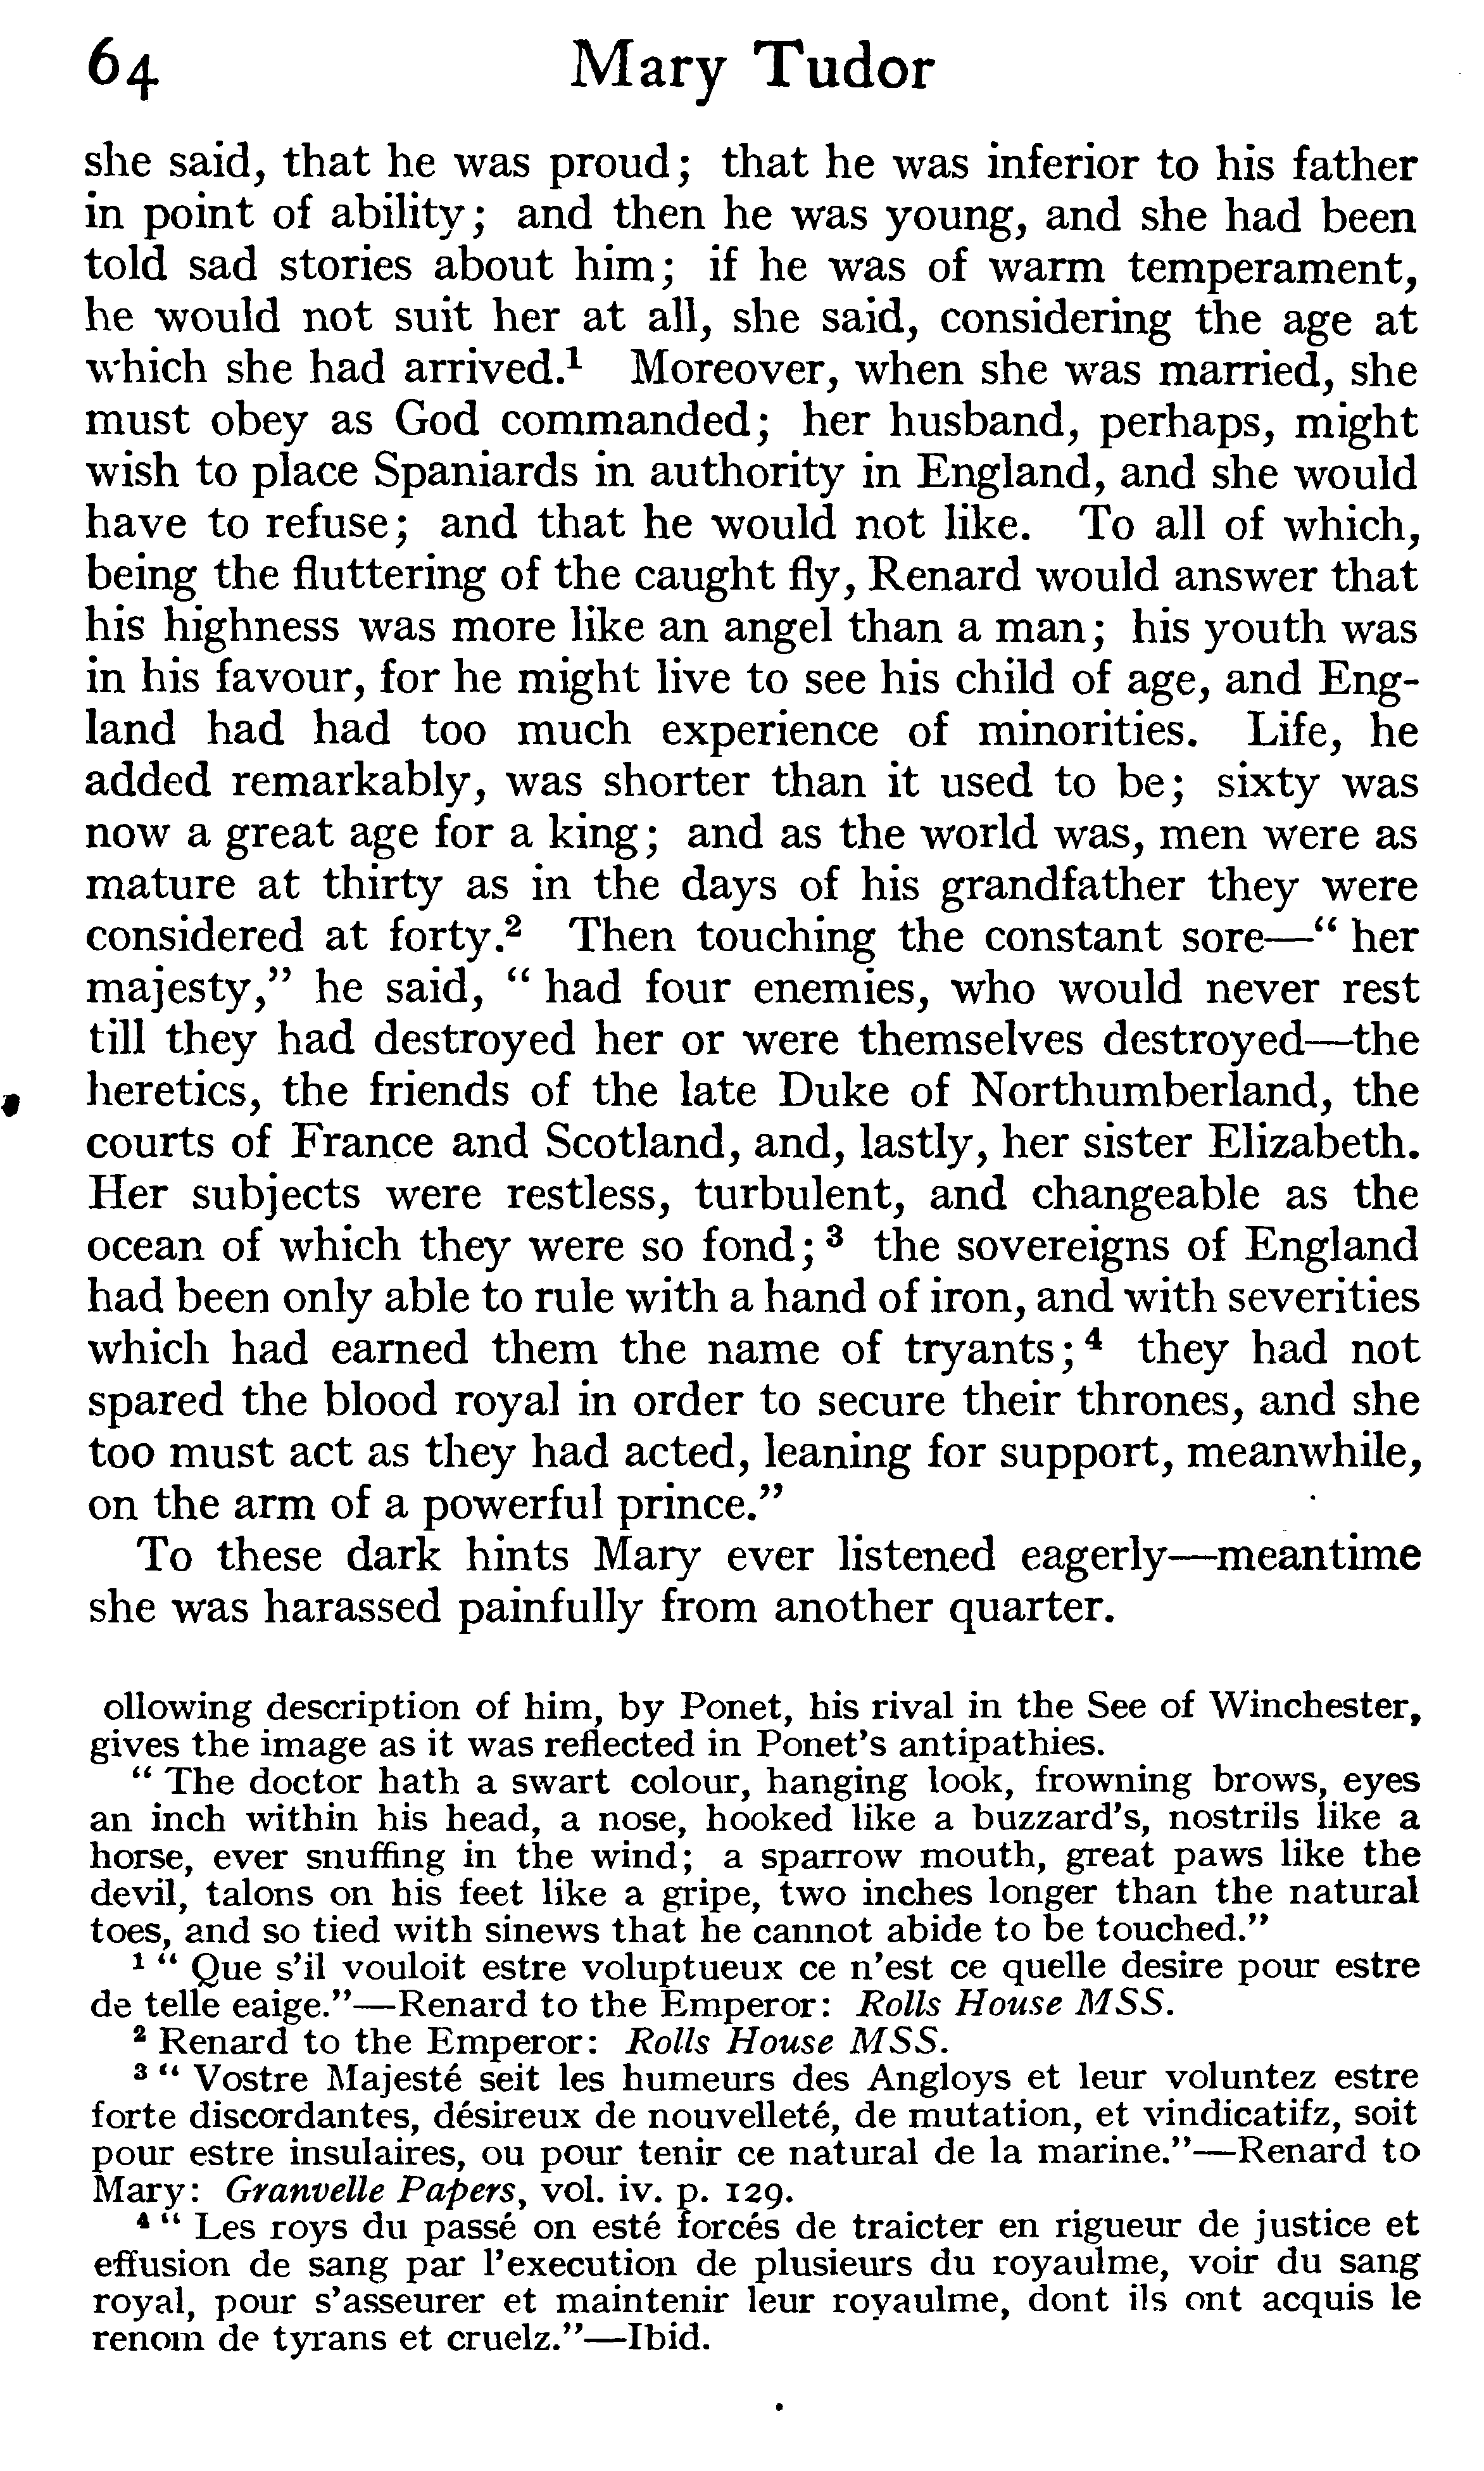 64 Mary Tudor
she said, that he was proud; that he was inferior to his father
in point of ability; and then he was young, and she had been
told sad stories about him; if he was of warm temperament,
he would not suit her at all, she said, considering the age at
which she had arrived.¹ Moreover, when she was married, she
must obey as God commanded; her husband, perhaps, might
wish to place Spaniards in authority in England, and she would
have to refuse; and that he would not like. To all of which,
being the fluttering of the caught fly, Renard would answer that
his highness was more like an angel than a man; his youth was
in his favour, for he might live to see his child of age, and Eng-
land had had too much experience of minorities. Life, he
added remarkably, was shorter than it used to be; sixty was
now a great age for a king; and as the world was, men were as
mature at thirty as in the days of his grandfather they were
considered at forty.² Then touching the constant sore—“ her
majesty,” he said, “ had four enemies, who would never rest
till they had destroyed her or were themselves destroyed—the
heretics, the friends of the late Duke of Northumberland, the
courts of France and Scotland, and, lastly, her sister Elizabeth.
Her subjects were restless, turbulent, and changeable as the
ocean of which they were so fond;³ the sovereigns of England
had been only able to rule with a hand of iron, and with severities
which had earned them the name of tryants;⁴ they had not
spared the blood royal in order to secure their thrones, and she
too must act as they had acted, leaning for support, meanwhile,
on the arm of a powerful prince.”
To these dark hints Mary ever listened eagerly—meantime
she was harassed painfully from another quarter.
ollowing description of him, by Ponet, his rival in the See of Winchester,
gives the image as it was reflected in Ponet's antipathies.
“ The doctor hath a swart colour, hanging look, frowning brows, eyes
an inch within his head, a nose, hooked like a buzzard's, nostrils like a
horse, ever snuffing in the wind; a sparrow mouth, great paws like the
devil, talons on his feet like a gripe, two inches longer than the natural
toes, and so tied with sinews that he cannot abide to be touched.”
¹ “ Que s'il vouloit estre voluptueux ce n'est ce quelle desire pour estre
de telle eaige.”—Renard to the Emperor: Rolls House MSS.
² Renard to the Emperor: Rolls House MSS.
³ “ Vostre Majesté seit les humeurs des Angloys et leur voluntez estre
forte discordantes, désireux de nouvelleté, de mutation, et vindicatifz, soit
pour estre insulaires, ou pour tenir ce natural de la marine.”—Renard to
Mary: Granvelle Papers, vol. iv. p. 129.
⁴ “ Les roys du passé on esté forcés de traicter en rigueur de justice et
effusion de sang par l'execution de plusieurs du royaulme, voir du sang
royal, pour s'asseurer et maintenir leur royaulme, dont ils ont acquis le
renom de tyrans et cruelz.”—Ibid.